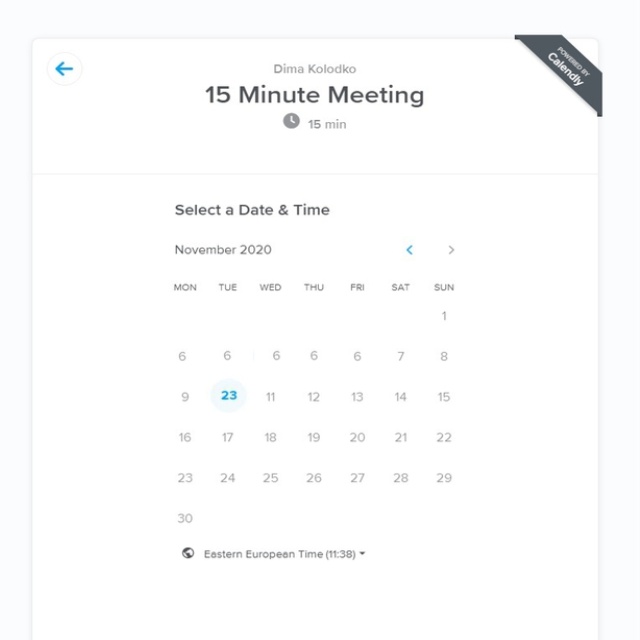 Dima Kolodko
POWERED BY
Calendly
15 Minute Meeting
15 min
Select a Date & Time
November 2020
MON TUE WED THU FRI SAT SUN
1
6 6 6 6 6 7 8
9 23 11 12 13 14 15
16 17 18 19 20 21 22
23 24 25 26 27 28 29
30
Eastern European Time (11:38)